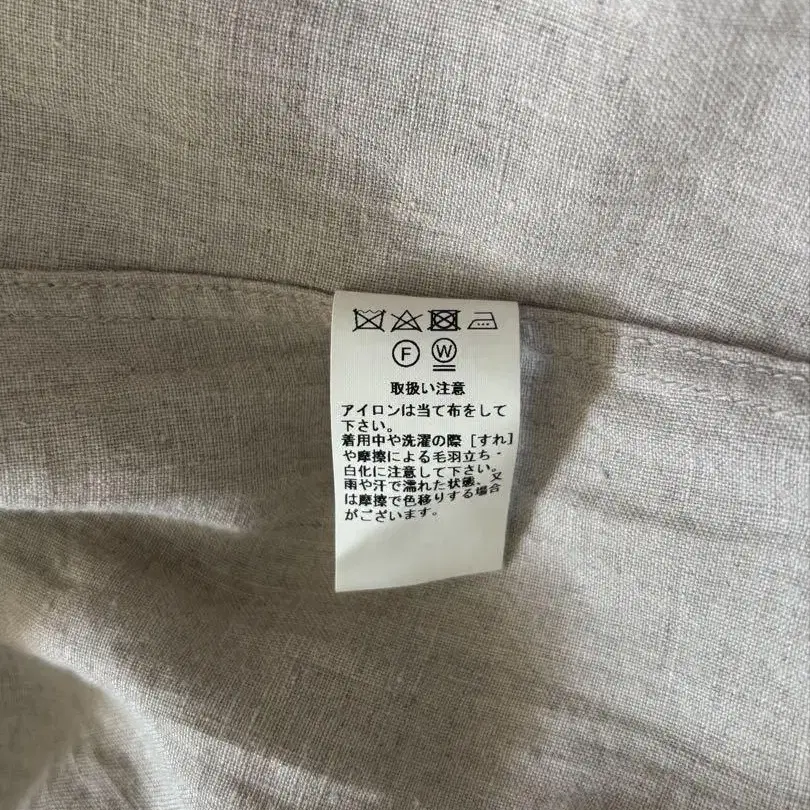 F W
取扱い注意
アイロンは当て布をして
下さい。
着用中や洗濯の際［すれ］
や摩擦による毛羽立ち・
白化に注意して下さい。
雨や汗で濡れた状態、又
は摩擦で色移りする場合
がございます。